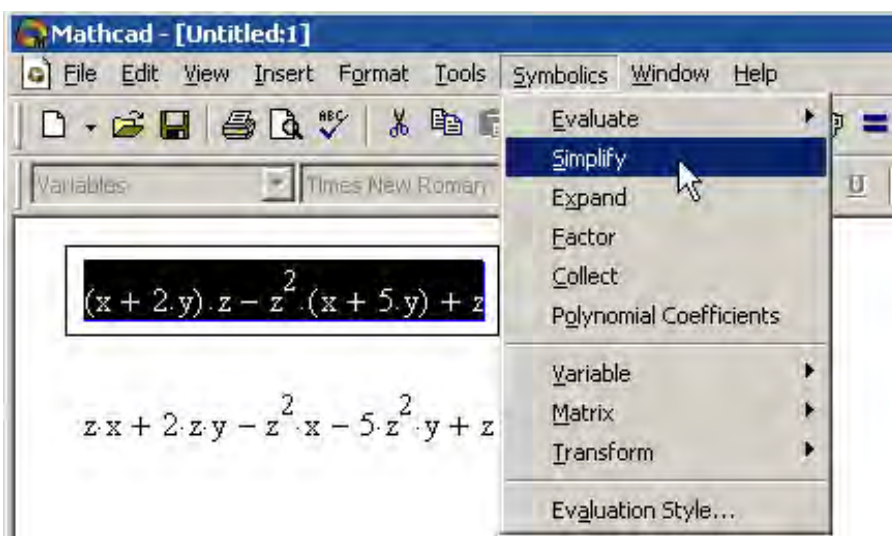 Mathcad - [Untitled:1]
File Edit View Insert Format Tools Symbolics Window Help
ABC
Variables Times New Roman U
Evaluate
Simplify
Expand
Factor
Collect
Polynomial Coefficients
Variable
Matrix
Transform
Evaluation Style...
(x + 2·y)·z − z²·(x + 5·y) + z
z·x + 2·z·y − z²·x − 5·z²·y + z